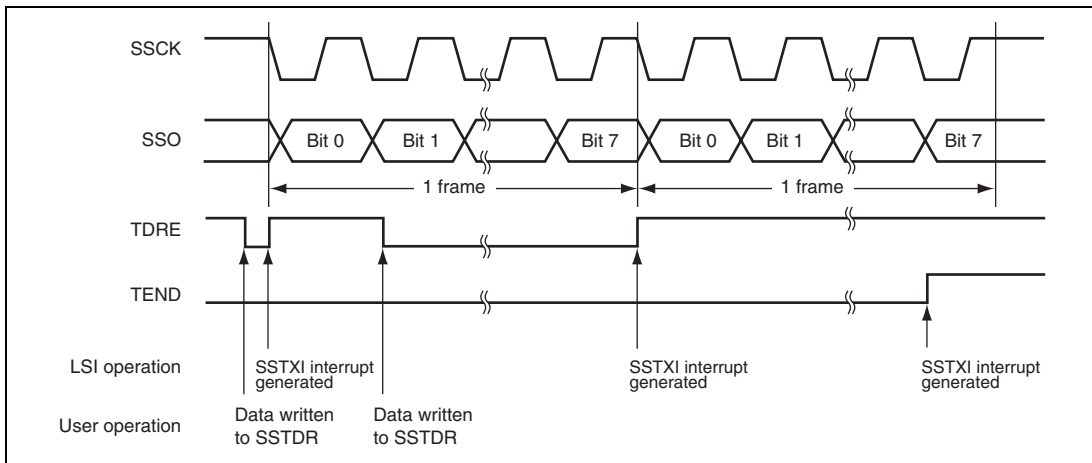 SSCK
SSO
Bit 0
Bit 1
Bit 7
Bit 0
Bit 1
Bit 7
1 frame
1 frame
TDRE
TEND
LSI operation
SSTXI interrupt
generated
SSTXI interrupt
generated
SSTXI interrupt
generated
User operation
Data written
to SSTDR
Data written
to SSTDR